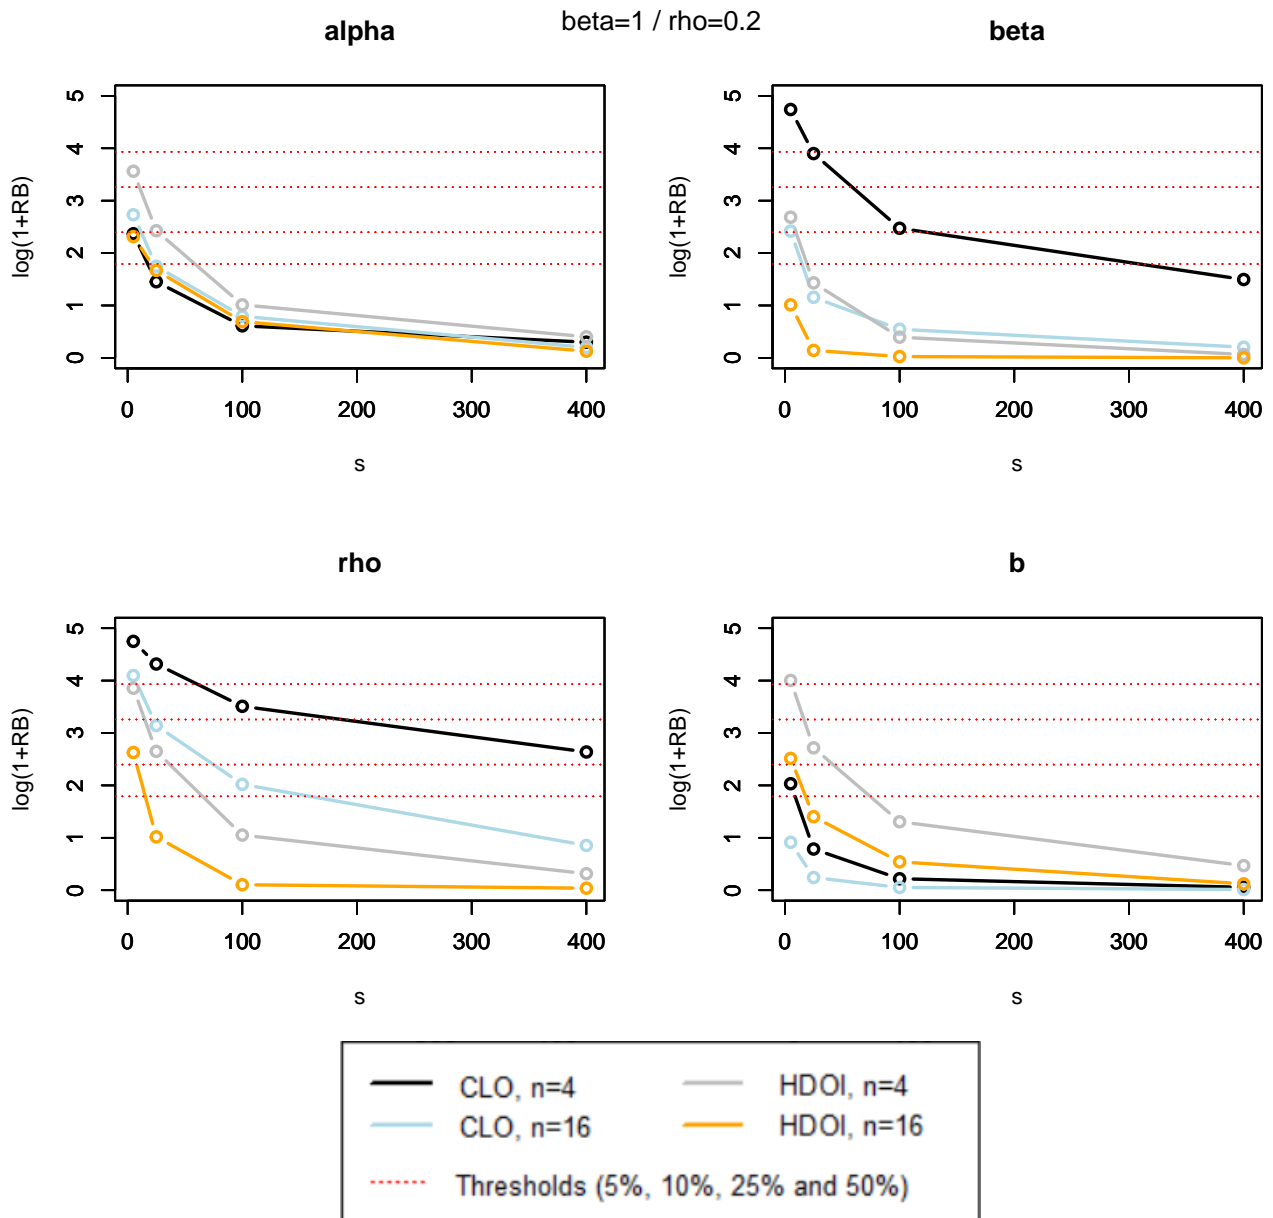 beta=1 / rho=0.2
alpha
log(1+RB)
5
4
3
2
1
0
0 100 200 300 400
s
beta
log(1+RB)
5
4
3
2
1
0
0 100 200 300 400
s
rho
log(1+RB)
5
4
3
2
1
0
0 100 200 300 400
s
b
log(1+RB)
5
4
3
2
1
0
0 100 200 300 400
s
CLO, n=4 HDOI, n=4
CLO, n=16 HDOI, n=16
Thresholds (5%, 10%, 25% and 50%)